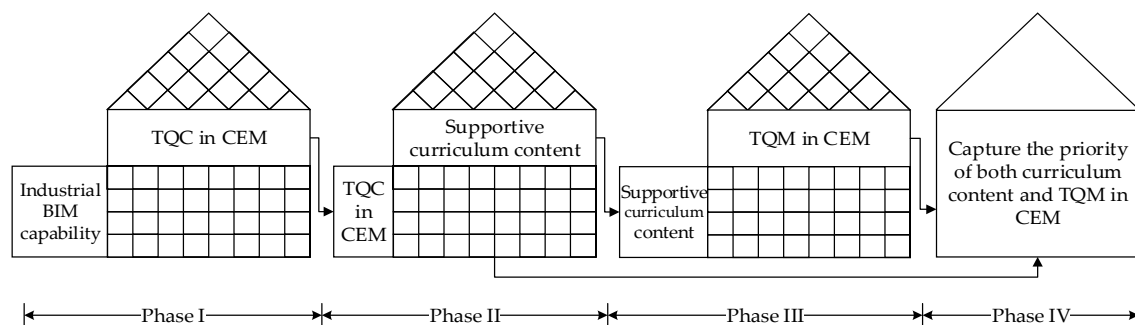 TQC in CEM
Industrial
BIM
capability
Supportive
curriculum content
TQC
in
CEM
TQM in CEM
Supportive
curriculum
content
Capture the priority
of both curriculum
content and TQM in
CEM
Phase I
Phase II
Phase III
Phase IV